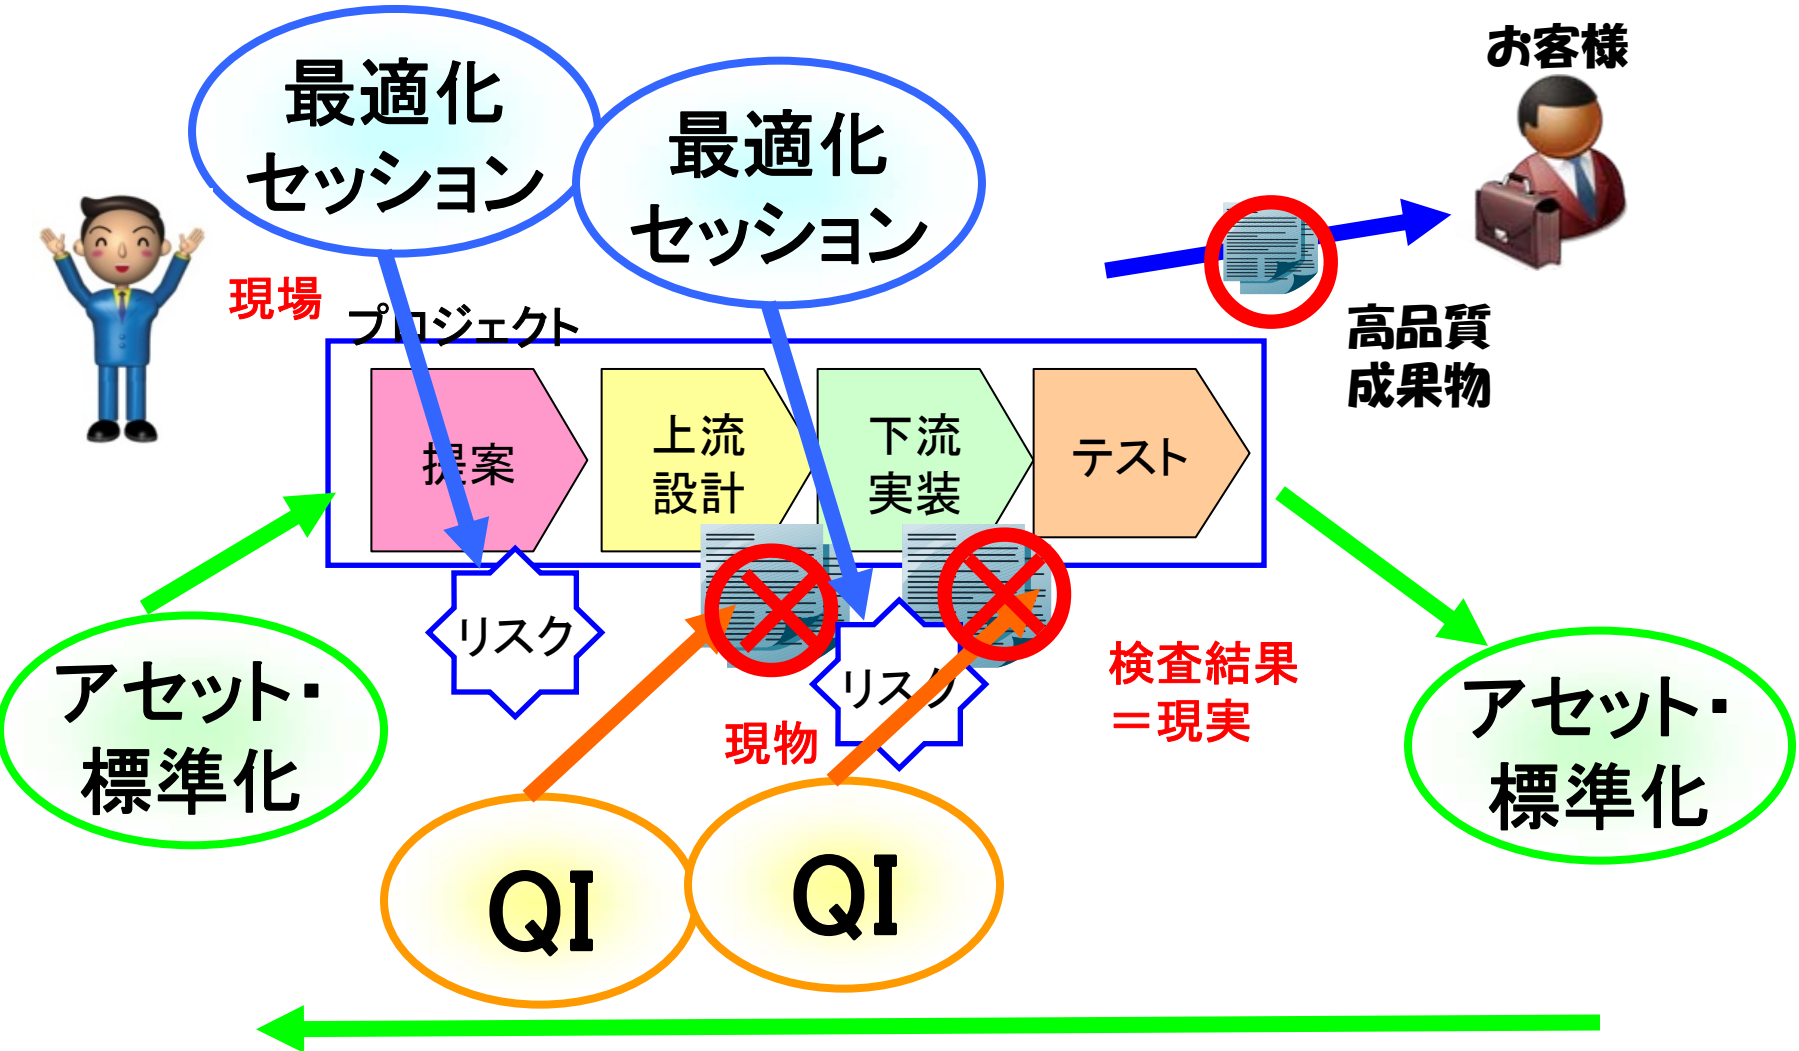 お客様
最適化
セッション
最適化
セッション
現場
プロジェクト
高品質
成果物
提案
上流
設計
下流
実装
テスト
リスク
リスク
検査結果
＝現実
現物
アセット・
標準化
アセット・
標準化
QI
QI